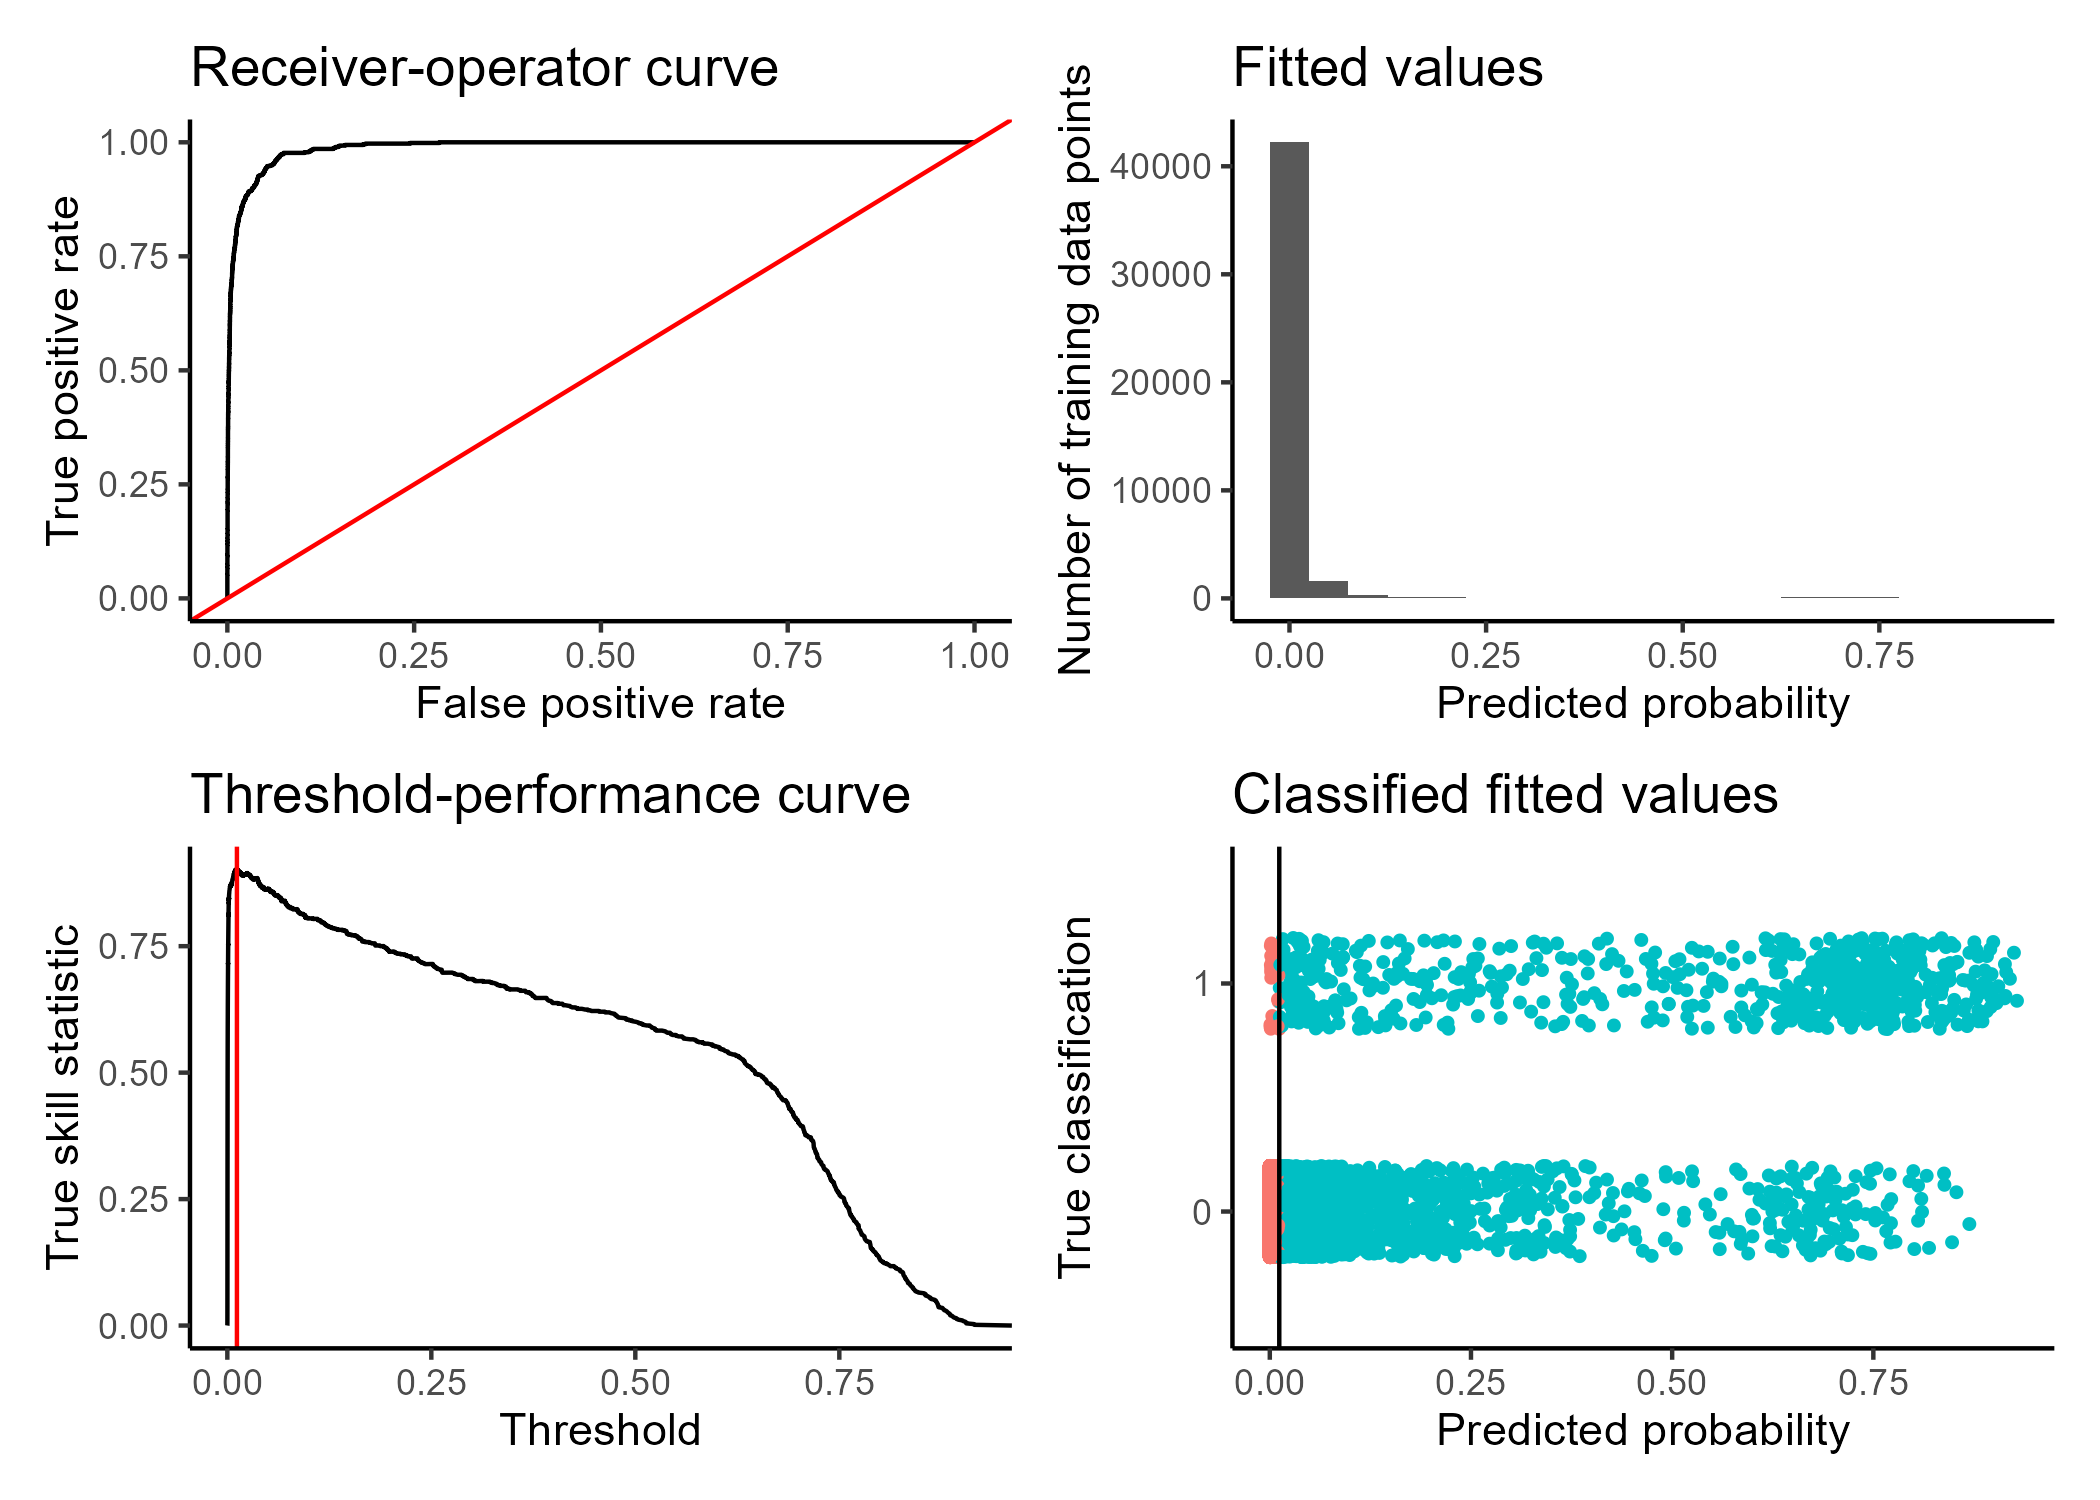 Receiver-operator curve
True positive rate
1.00
0.75
0.50
0.25
0.00
0.00 0.25 0.50 0.75 1.00
False positive rate
Fitted values
Number of training data points
40000
30000
20000
10000
0
0.00 0.25 0.50 0.75
Predicted probability
Threshold-performance curve
True skill statistic
0.75
0.50
0.25
0.00
0.00 0.25 0.50 0.75
Threshold
Classified fitted values
True classification
1
0
0.00 0.25 0.50 0.75
Predicted probability